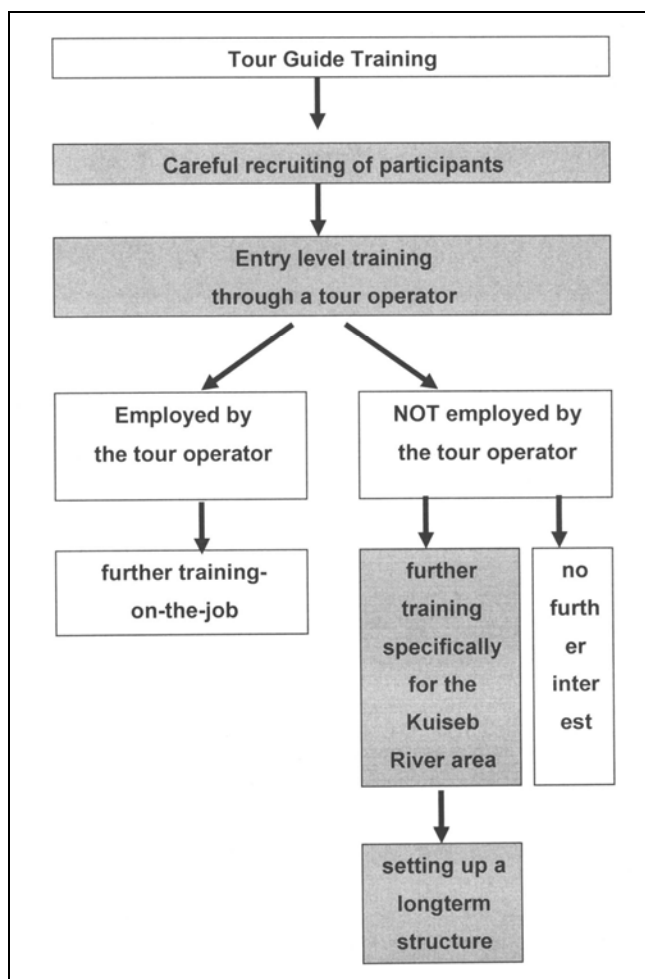 Tour Guide Training
Careful recruiting of participants
Entry level training
through a tour operator
Employed by
the tour operator
NOT employed by
the tour operator
further training-
on-the-job
further
training
specifically
for the
Kuiseb
River area
no
furth
er
inter
est
setting up a
longterm
structure